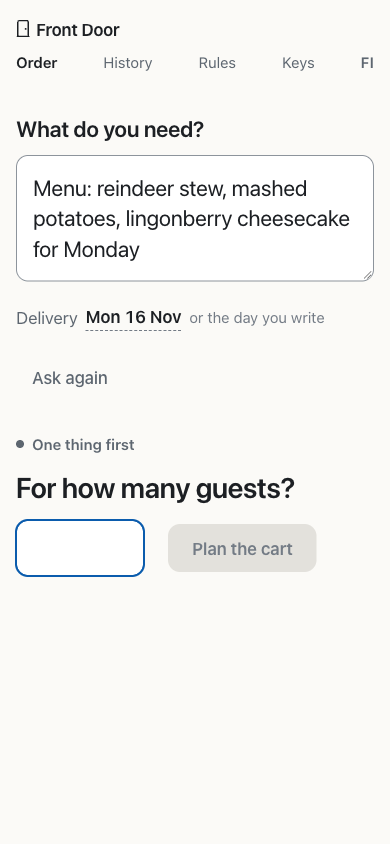 Front Door
Order History Rules Keys FI
What do you need?
Menu: reindeer stew, mashed
potatoes, lingonberry cheesecake
for Monday
Delivery Mon 16 Nov or the day you write
Ask again
One thing first
For how many guests?
Plan the cart